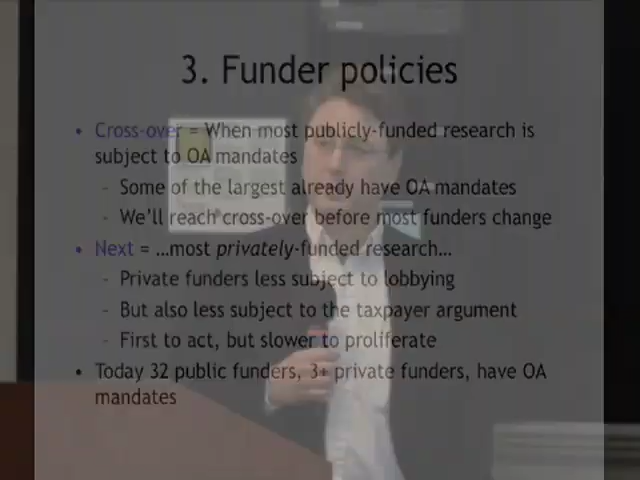 3. Funder policies
• Cross-over = When most publicly-funded research is
subject to OA mandates
- Some of the largest already have OA mandates
- We'll reach cross-over before most funders change
• Next = ...most privately-funded research...
- Private funders less subject to lobbying
- But also less subject to the taxpayer argument
- First to act, but slower to proliferate
• Today 32 public funders, 3+ private funders, have OA
mandates